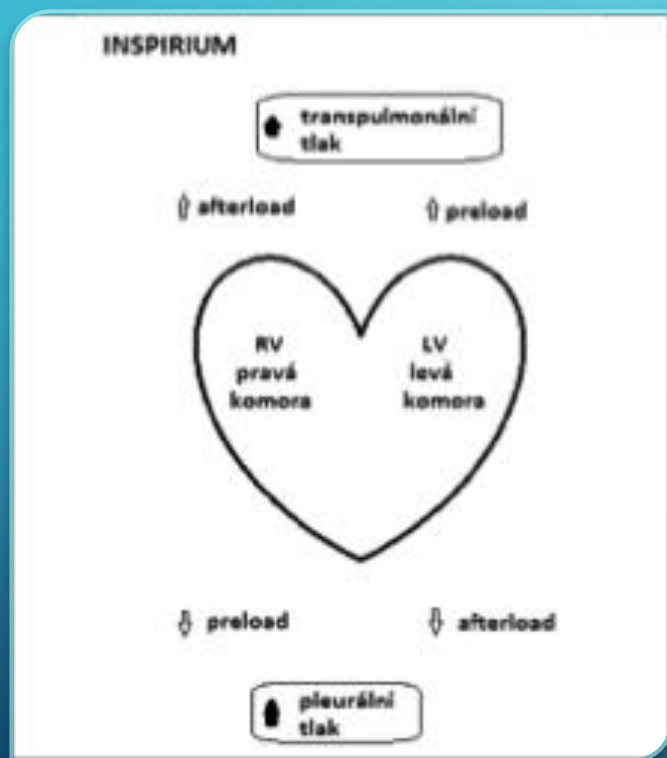 INSPIRIUM
transpulmonální
tlak
afterload
preload
RV
pravá
komora
LV
levá
komora
preload
afterload
pleurální
tlak